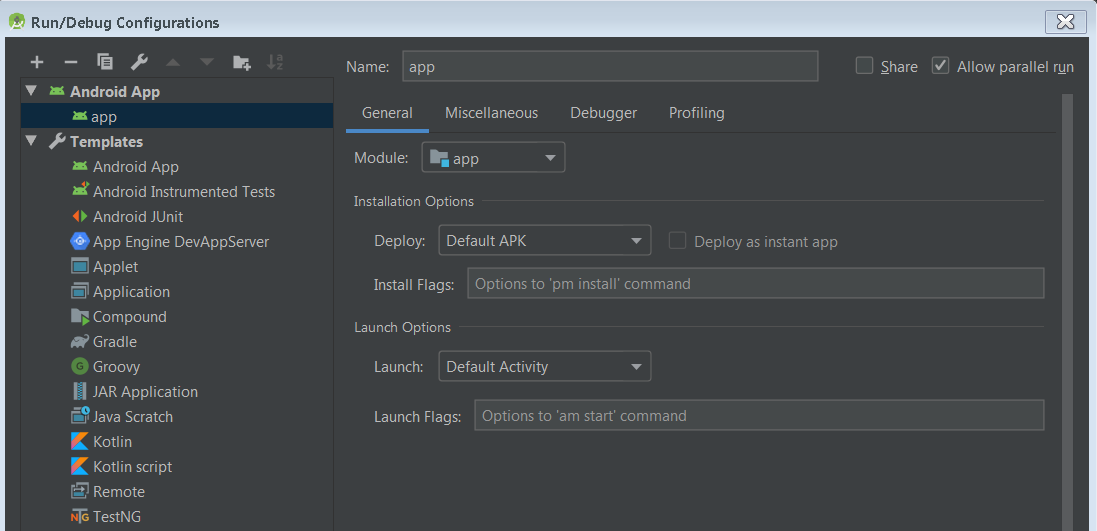 Run/Debug Configurations
Name: app Share Allow parallel run
Android App
app
Templates
Android App
Android Instrumented Tests
Android JUnit
App Engine DevAppServer
Applet
Application
Compound
Gradle
Groovy
JAR Application
Java Scratch
Kotlin
Kotlin script
Remote
TestNG
General Miscellaneous Debugger Profiling
Module: app
Installation Options
Deploy: Default APK Deploy as instant app
Install Flags: Options to 'pm install' command
Launch Options
Launch: Default Activity
Launch Flags: Options to 'am start' command